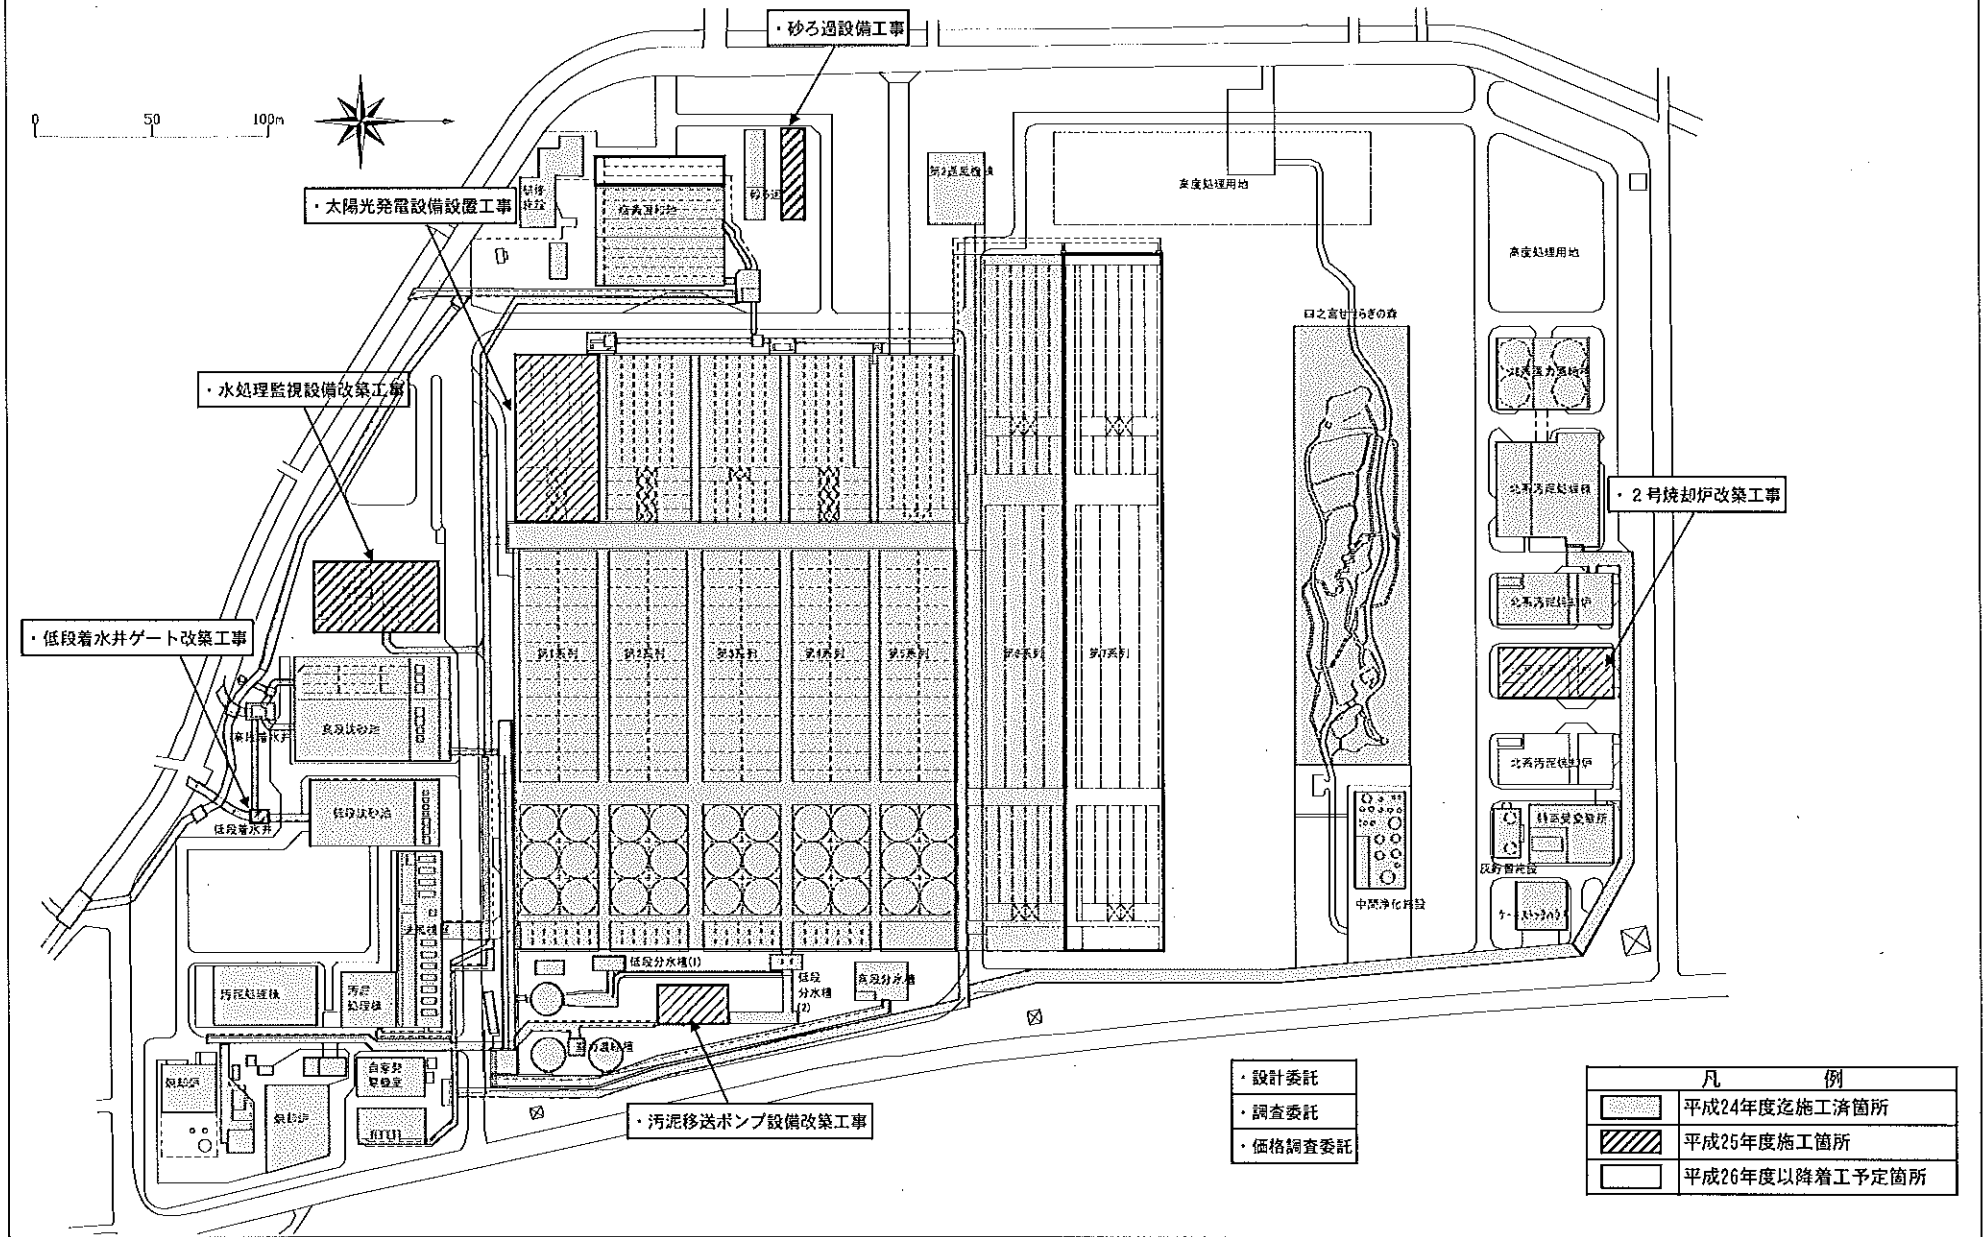 ・砂ろ過設備工事
0 50 100m
・太陽光発電設備設置工事
高度処理用地
高度処理用地
・水処理監視設備改築工事
・2号焼却炉改築工事
・低段着水井ゲート改築工事
第1系列
第2系列
第3系列
第4系列
第5系列
第6系列
第7系列
高段沈砂池
低段沈砂池
低段着水井
中間浄化施設
低段分水槽(1)
低段
分水槽
(2)
高段分水槽
汚泥処理棟
汚泥
処理棟
焼却炉
焼却炉
・汚泥移送ポンプ設備改築工事
・設計委託
・調査委託
・価格調査委託
凡 例
平成24年度迄施工済箇所
平成25年度施工箇所
平成26年度以降着工予定箇所